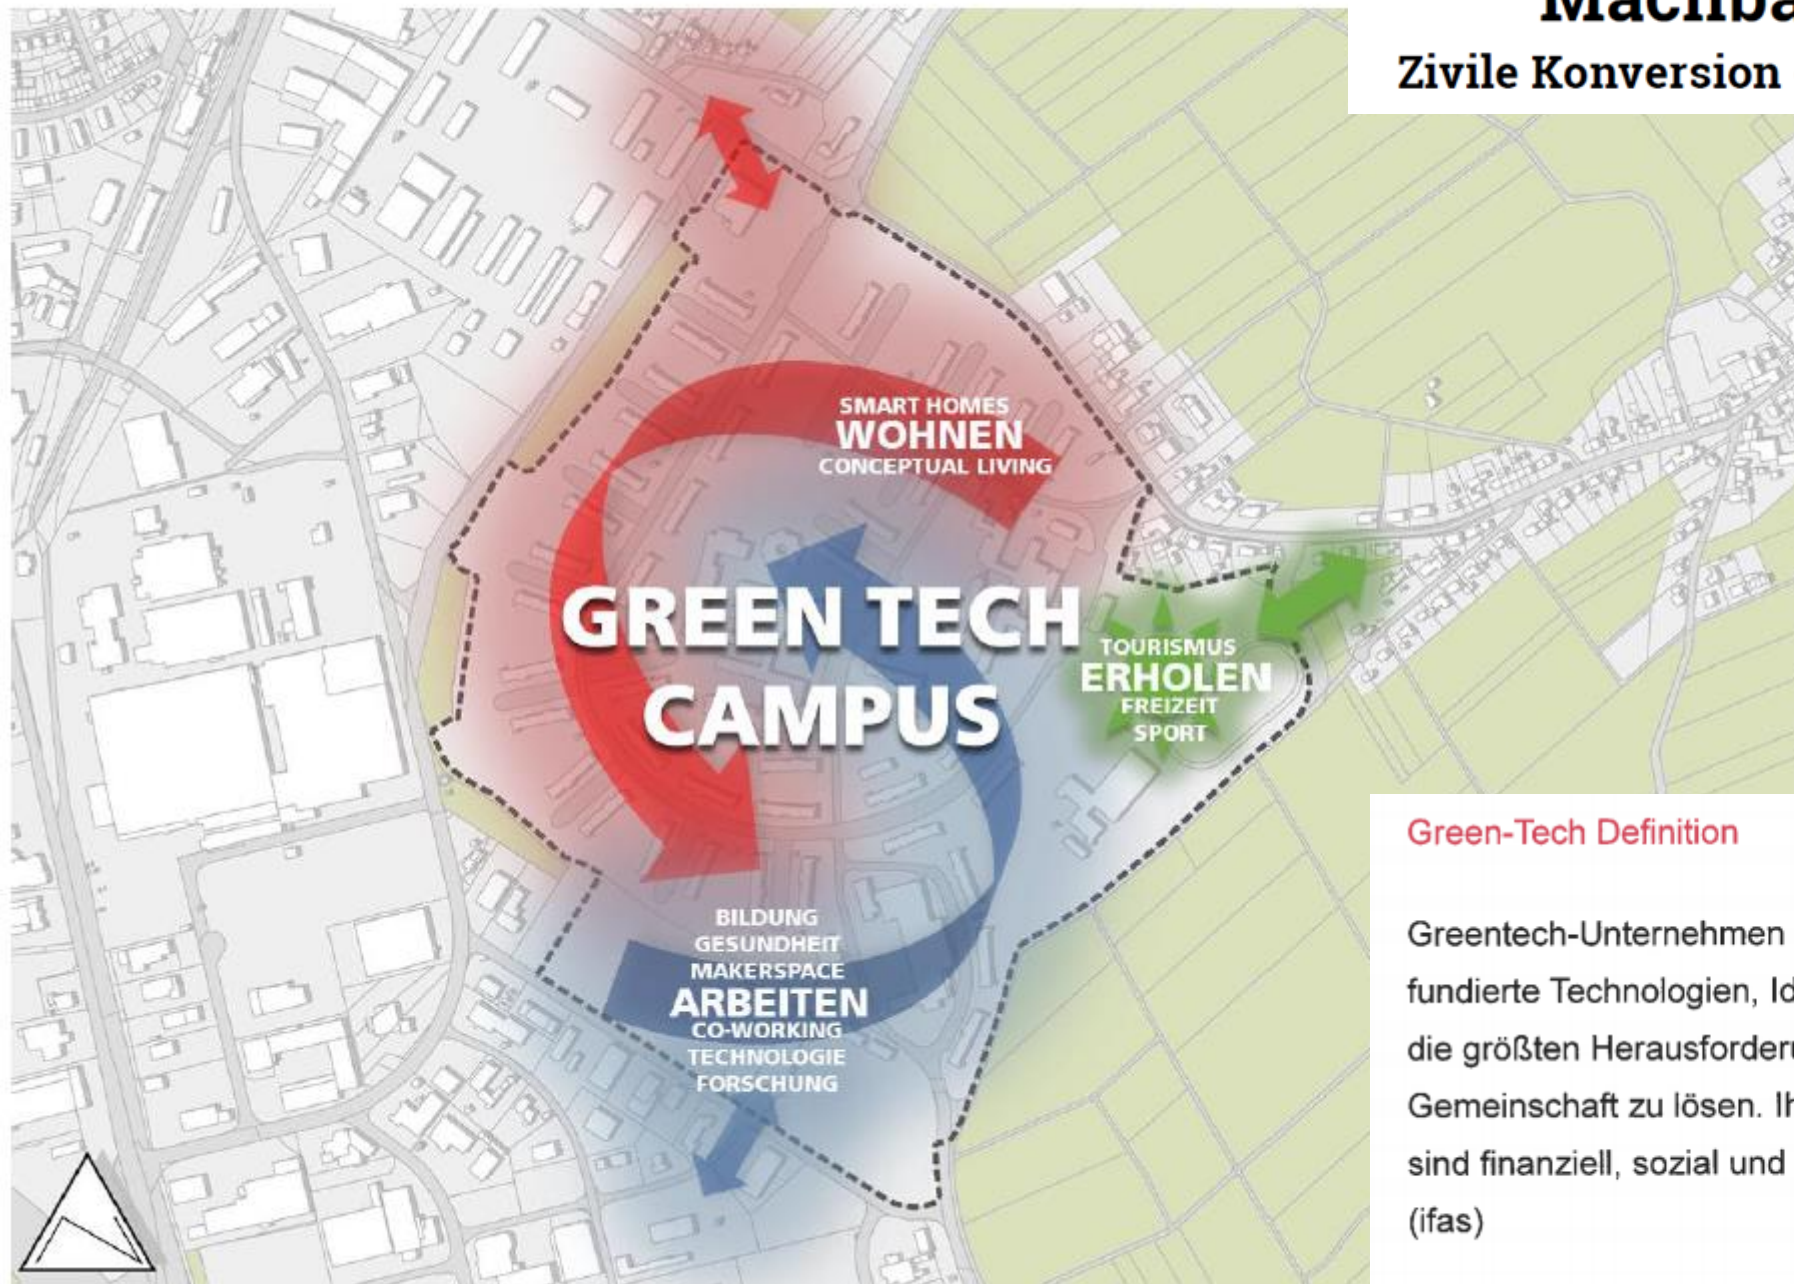 Zivile Konversion
SMART HOMES
WOHNEN
CONCEPTUAL LIVING
GREEN TECH
CAMPUS
TOURISMUS
ERHOLEN
FREIZEIT
SPORT
BILDUNG
GESUNDHEIT
MAKERSPACE
ARBEITEN
CO-WORKING
TECHNOLOGIE
FORSCHUNG
Green-Tech Definition
Greentech-Unternehmen
fundierte Technologien,
die größten
Gemeinschaft zu lösen.
sind finanziell, sozial und
(ifas)